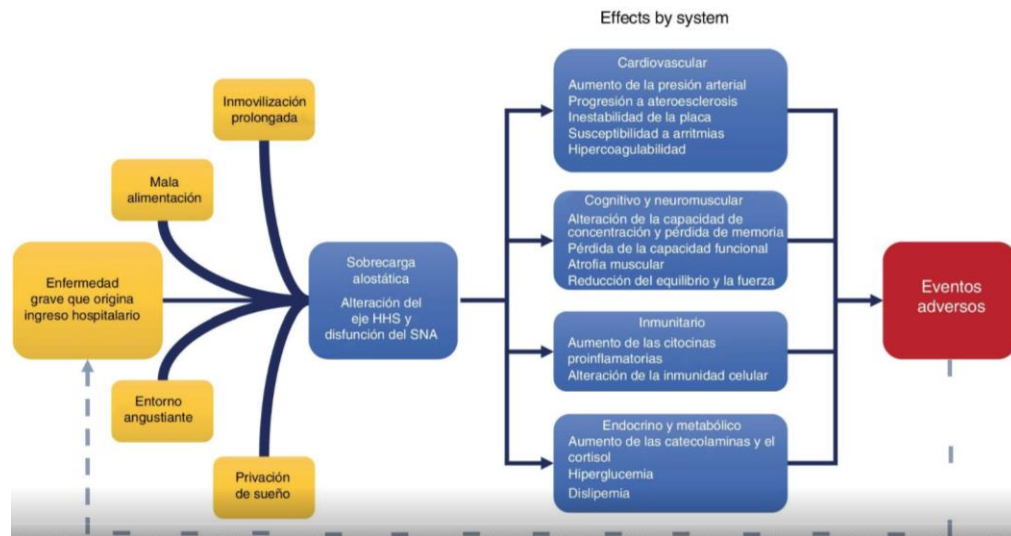 Effects by system
Inmovilización
prolongada
Mala
alimentación
Enfermedad
grave que origina
ingreso hospitalario
Entorno
angustiante
Privación
de sueño
Sobrecarga
alostática
Alteración del
eje HHS y
disfunción del SNA
Cardiovascular
Aumento de la presión arterial
Progresión a ateroesclerosis
Inestabilidad de la placa
Susceptibilidad a arritmias
Hipercoagulabilidad
Cognitivo y neuromuscular
Alteración de la capacidad de
concentración y pérdida de memoria
Pérdida de la capacidad funcional
Atrofia muscular
Reducción del equilibrio y la fuerza
Inmunitario
Aumento de las citocinas
proinflamatorias
Alteración de la inmunidad celular
Endocrino y metabólico
Aumento de las catecolaminas y el
cortisol
Hiperglucemia
Dislipemia
Eventos
adversos